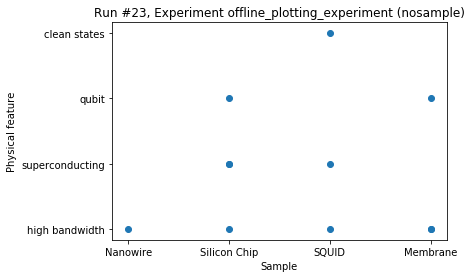 Run #23, Experiment offline_plotting_experiment (nosample)
clean states
qubit
Physical feature
superconducting
high bandwidth
Nanowire Silicon Chip SQUID Membrane
Sample